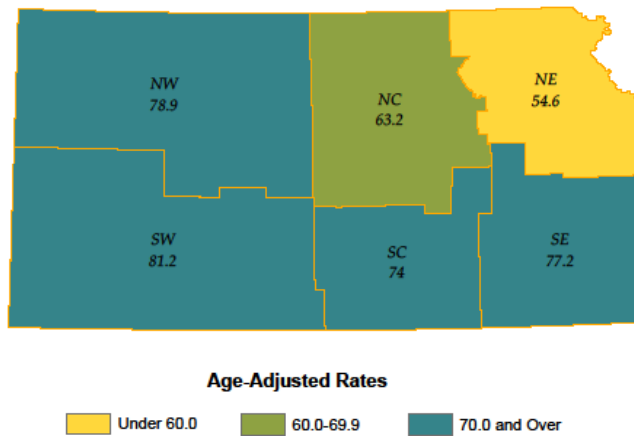 NW
78.9
NC
63.2
NE
54.6
SW
81.2
SC
74
SE
77.2
Age-Adjusted Rates
Under 60.0
60.0-69.9
70.0 and Over